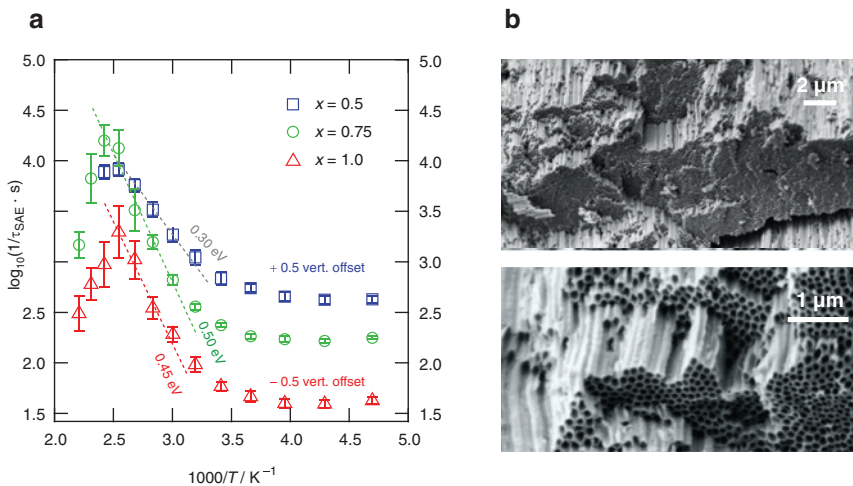 a
b
5.0
4.5
4.0
3.5
3.0
2.5
2.0
1.5
5.0
4.5
4.0
3.5
3.0
2.5
2.0
1.5
log₁₀(1/τSAE · s)
x = 0.5
x = 0.75
x = 1.0
0.30 eV
+ 0.5 vert. offset
0.50 eV
0.45 eV
− 0.5 vert. offset
2.0 2.5 3.0 3.5 4.0 4.5 5.0
1000/T / K⁻¹
2 µm
1 µm